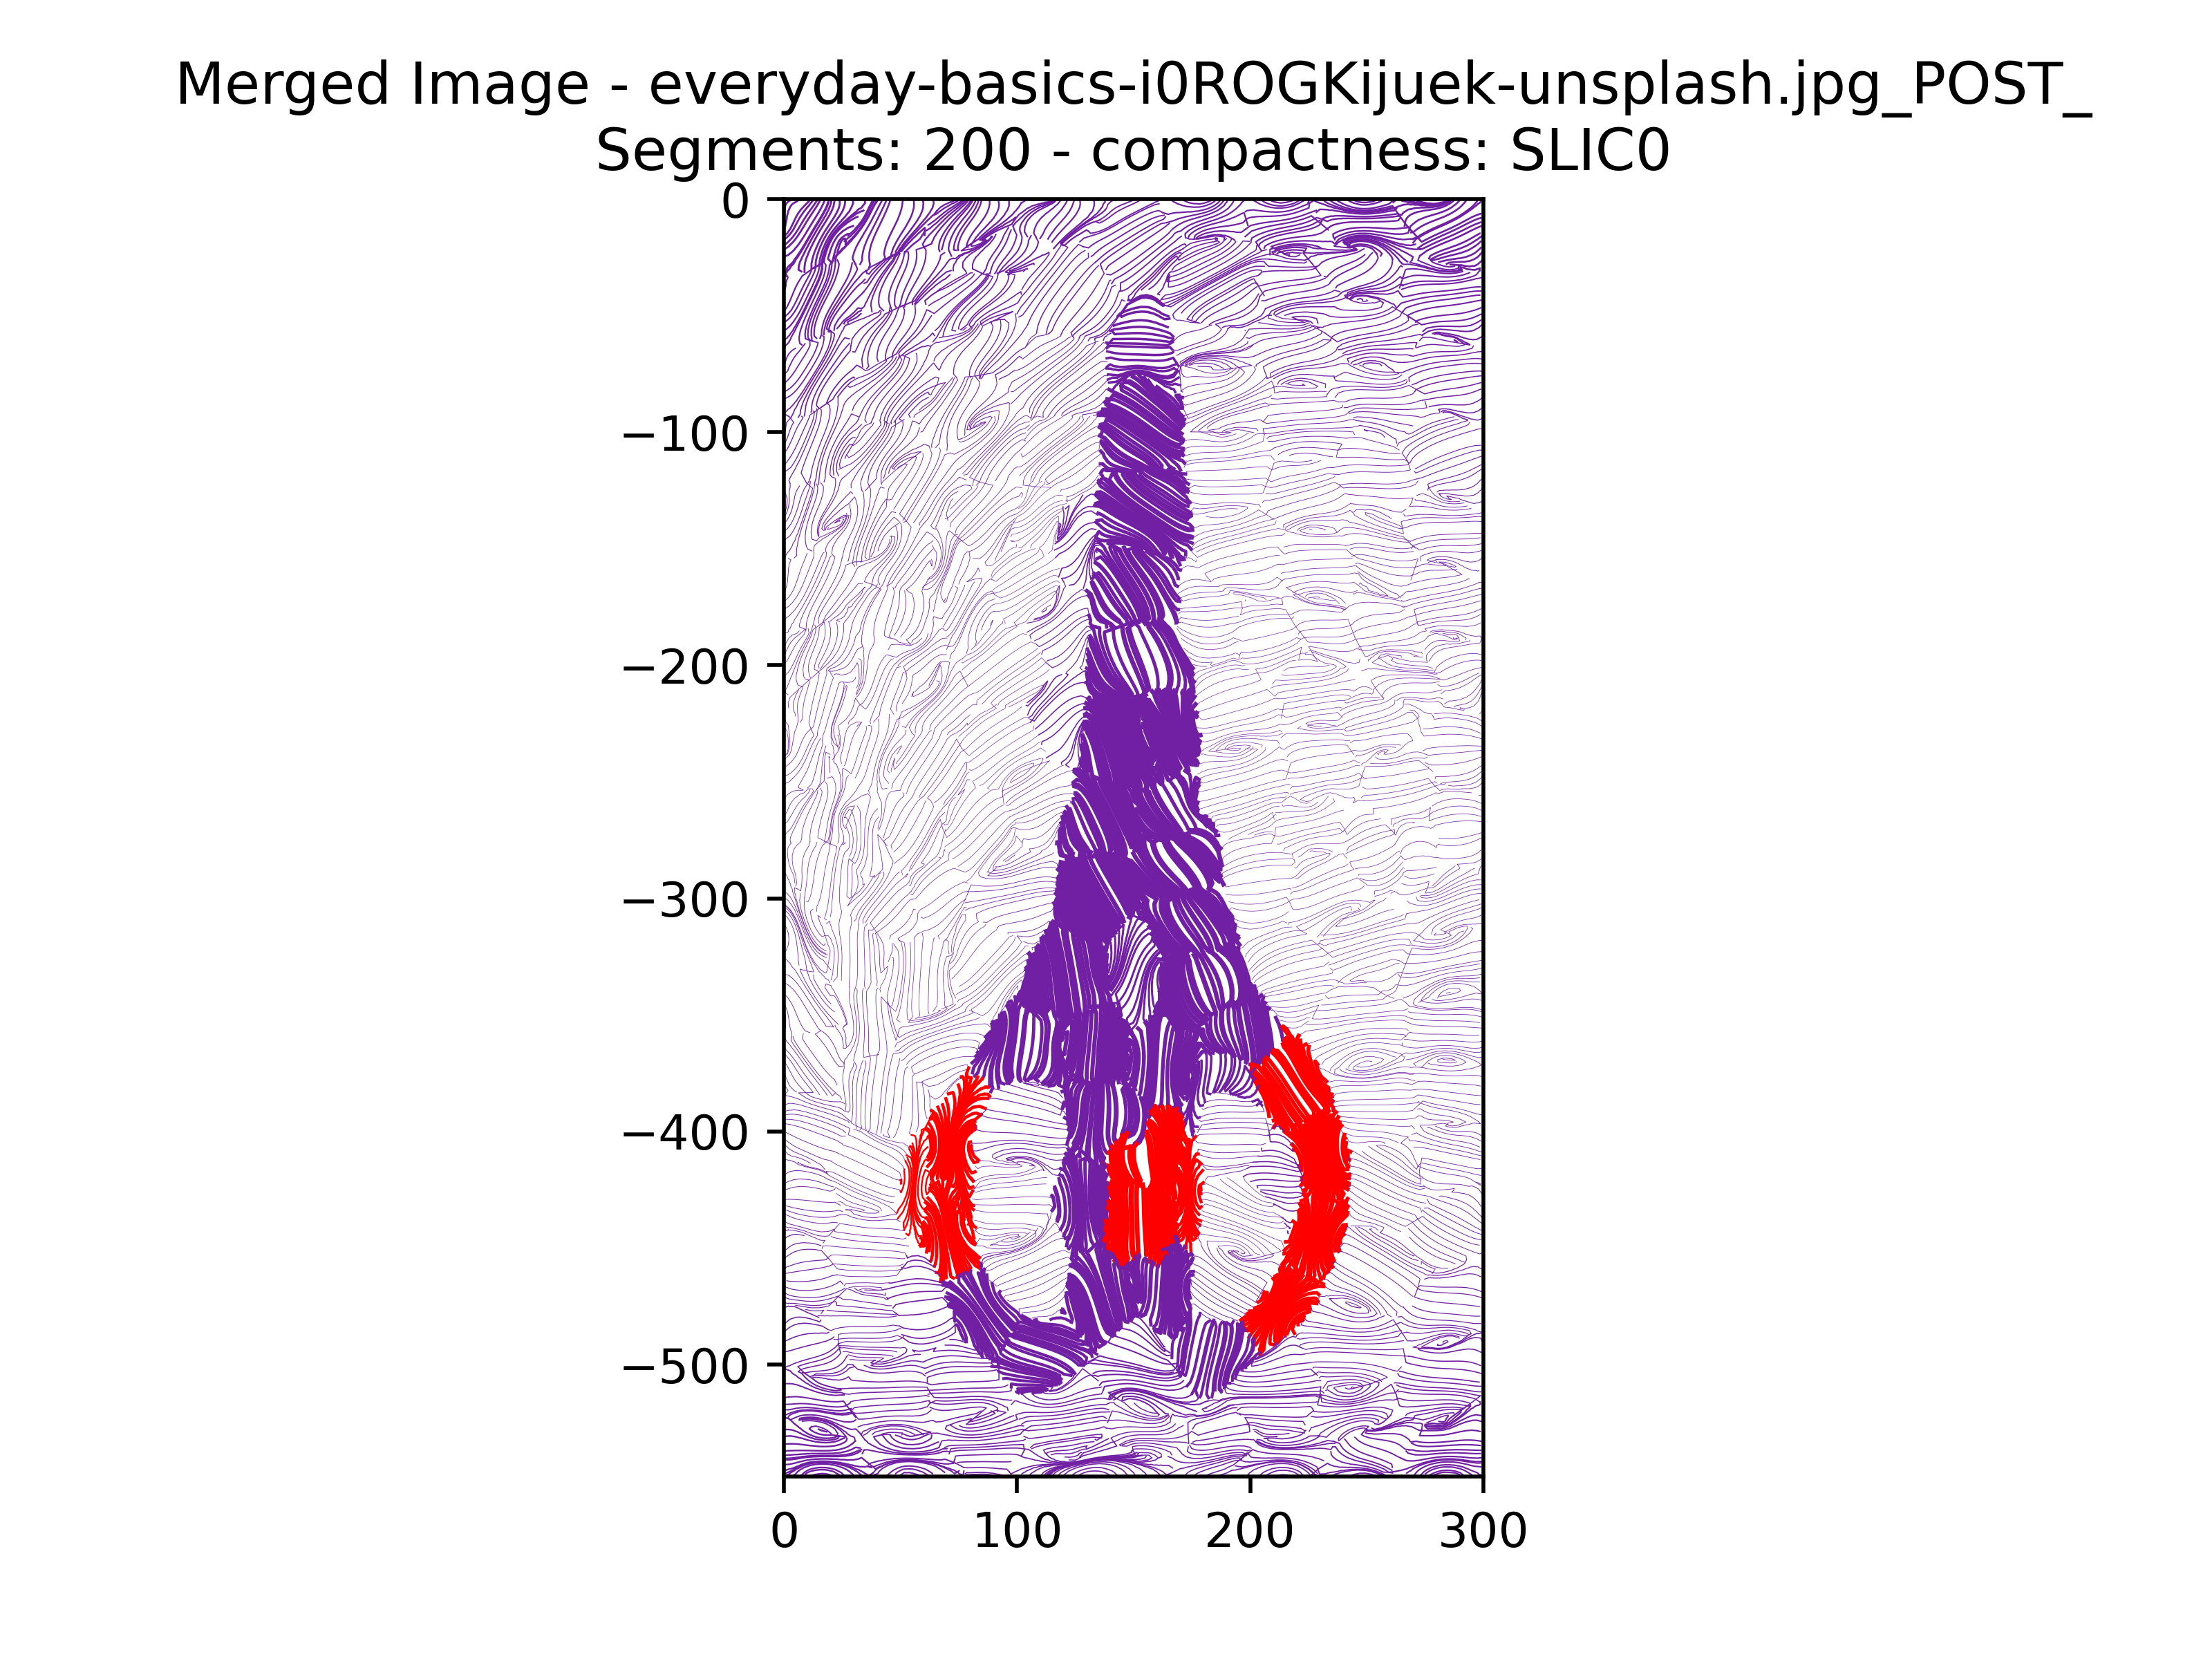 Merged Image - everyday-basics-i0ROGKijuek-unsplash.jpg_POST_
Segments: 200 - compactness: SLIC0
0
−100
−200
−300
−400
−500
0 100 200 300